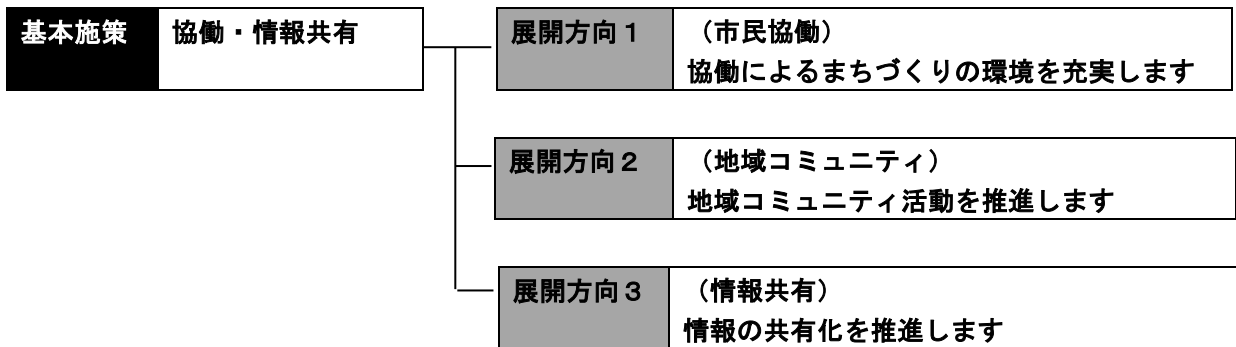 基本施策 協働・情報共有
展開方向１ （市民協働）
協働によるまちづくりの環境を充実します
展開方向２ （地域コミュニティ）
地域コミュニティ活動を推進します
展開方向３ （情報共有）
情報の共有化を推進します